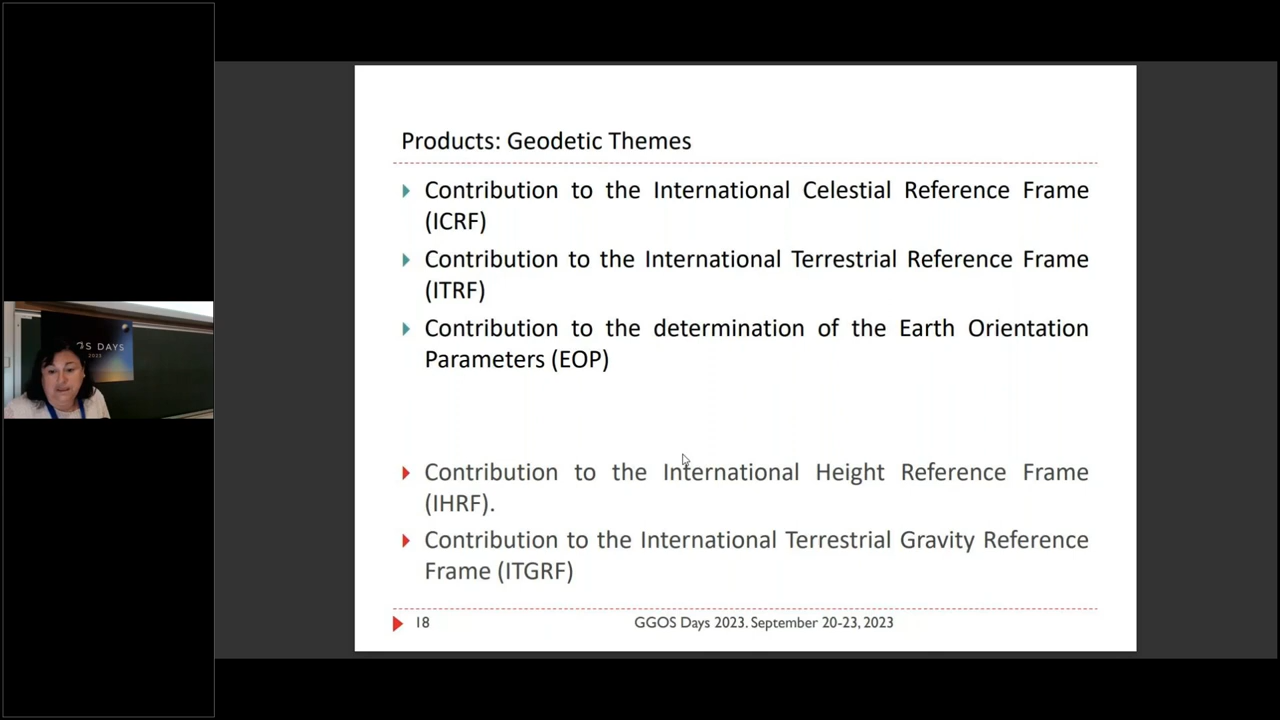 Products: Geodetic Themes
Contribution to the International Celestial Reference Frame
(ICRF)
Contribution to the International Terrestrial Reference Frame
(ITRF)
Contribution to the determination of the Earth Orientation
Parameters (EOP)
Contribution to the International Height Reference Frame
(IHRF).
Contribution to the International Terrestrial Gravity Reference
Frame (ITGRF)
18 GGOS Days 2023. September 20-23, 2023
S DAYS
2023